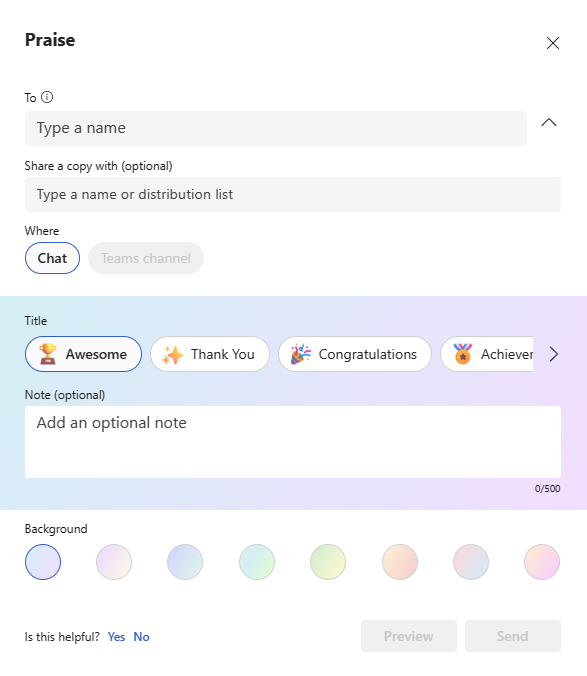 Praise
To
Type a name
Share a copy with (optional)
Type a name or distribution list
Where
Chat Teams channel
Title
Awesome Thank You Congratulations Achiever
Note (optional)
Add an optional note
0/500
Background
Is this helpful? Yes No Preview Send